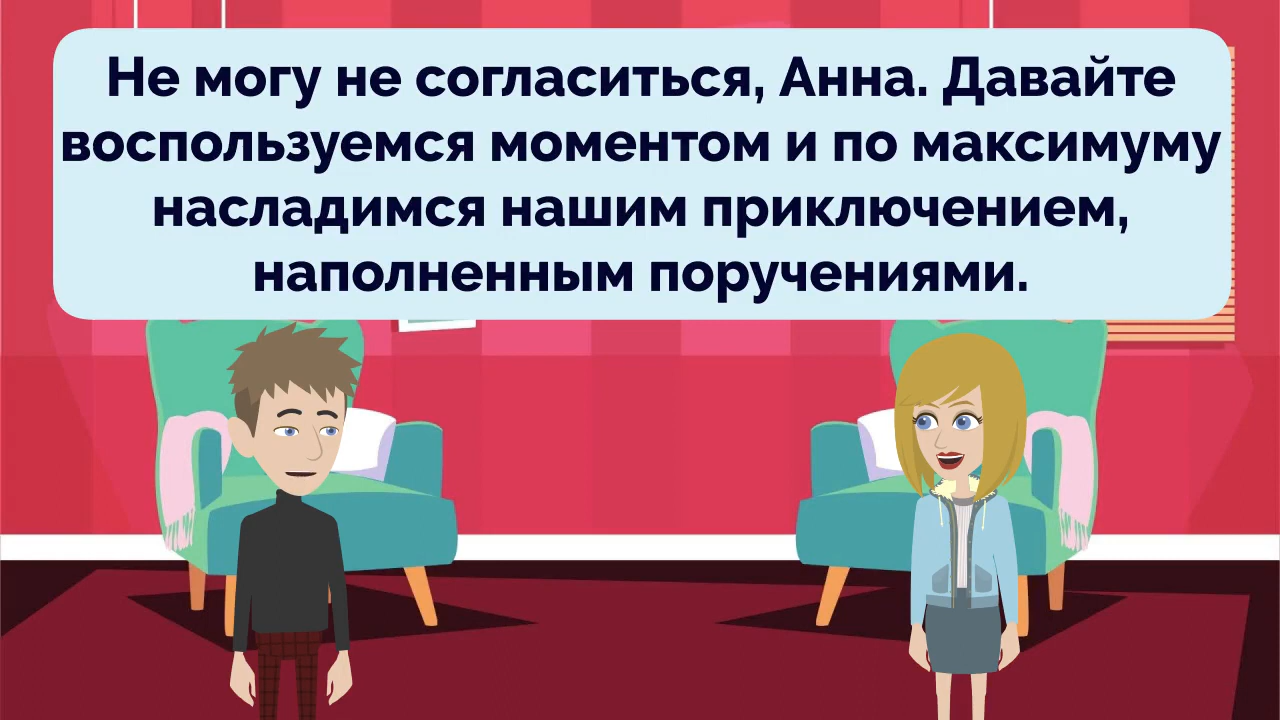 Не могу не согласиться, Анна. Давайте
воспользуемся моментом и по максимуму
насладимся нашим приключением,
наполненным поручениями.